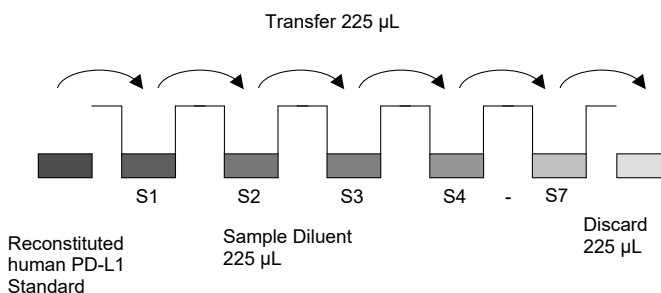 Transfer 225 µL
S1 S2 S3 S4 - S7
Reconstituted
human PD-L1
Standard
Sample Diluent
225 µL
Discard
225 µL